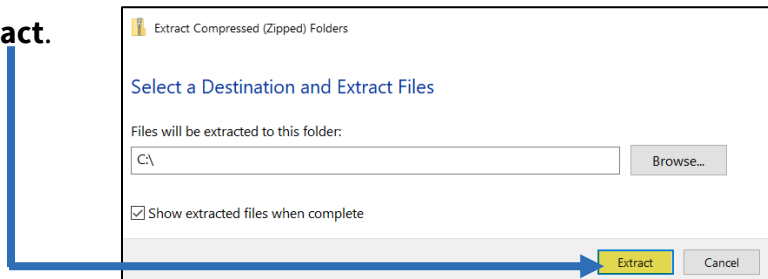 act.
Extract Compressed (Zipped) Folders
Select a Destination and Extract Files
Files will be extracted to this folder:
C:\
Browse...
Show extracted files when complete
Extract
Cancel